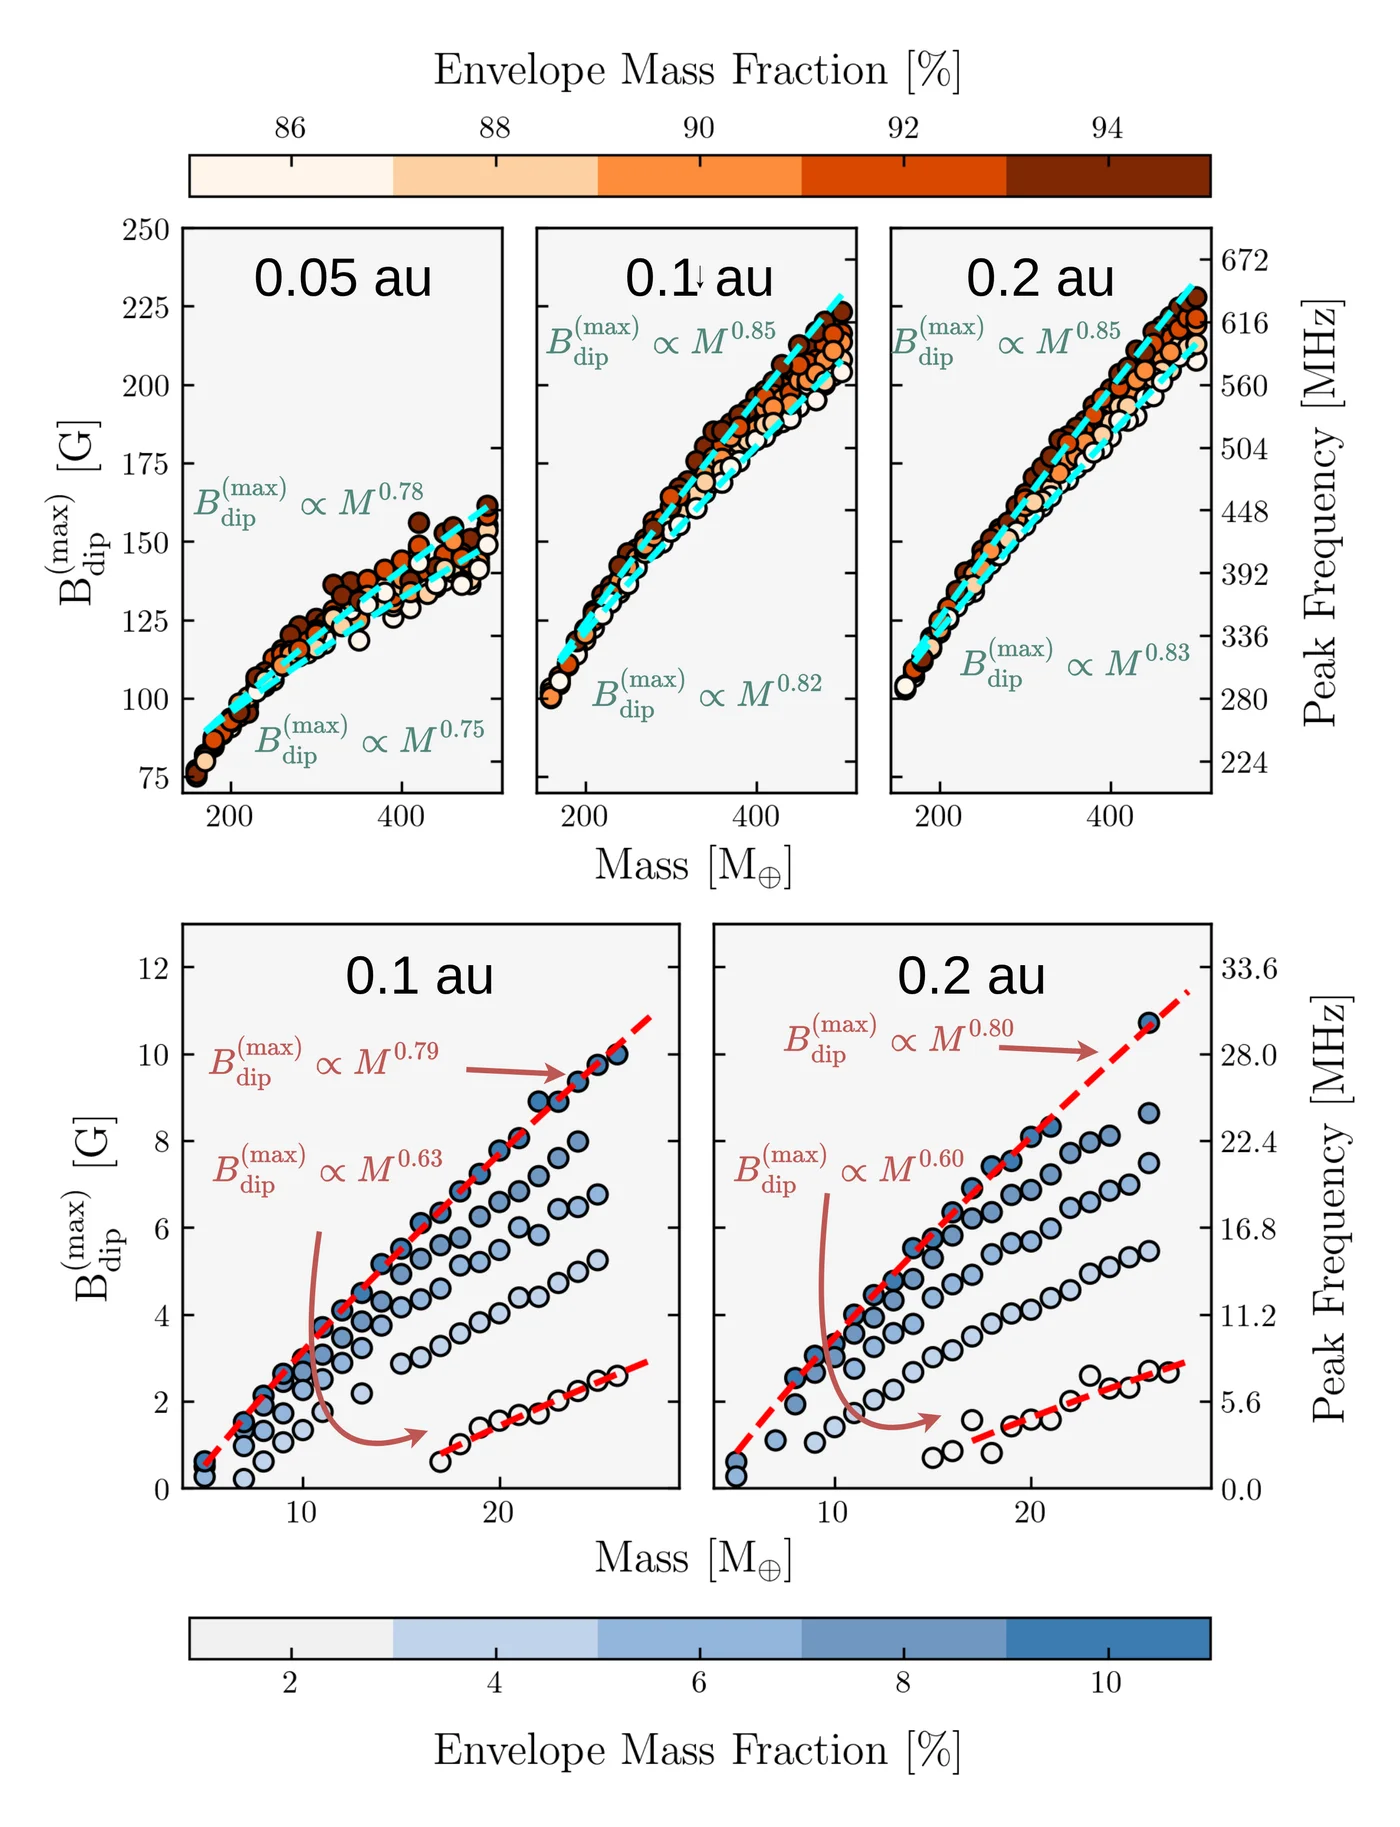 Envelope Mass Fraction [%]
86 88 90 92 94
0.05 au
0.1↓ au
0.2 au
250
225
200
175
150
125
100
75
B_dip^(max) [G]
B_dip^(max) ∝ M^0.78
B_dip^(max) ∝ M^0.75
B_dip^(max) ∝ M^0.85
B_dip^(max) ∝ M^0.82
B_dip^(max) ∝ M^0.85
B_dip^(max) ∝ M^0.83
672
616
560
504
448
392
336
280
224
Peak Frequency [MHz]
200 400 200 400 200 400
Mass [M⊕]
0.1 au
0.2 au
12
10
8
6
4
2
0
B_dip^(max) [G]
B_dip^(max) ∝ M^0.79
B_dip^(max) ∝ M^0.63
B_dip^(max) ∝ M^0.80
B_dip^(max) ∝ M^0.60
33.6
28.0
22.4
16.8
11.2
5.6
0.0
Peak Frequency [MHz]
10 20 10 20
Mass [M⊕]
2 4 6 8 10
Envelope Mass Fraction [%]